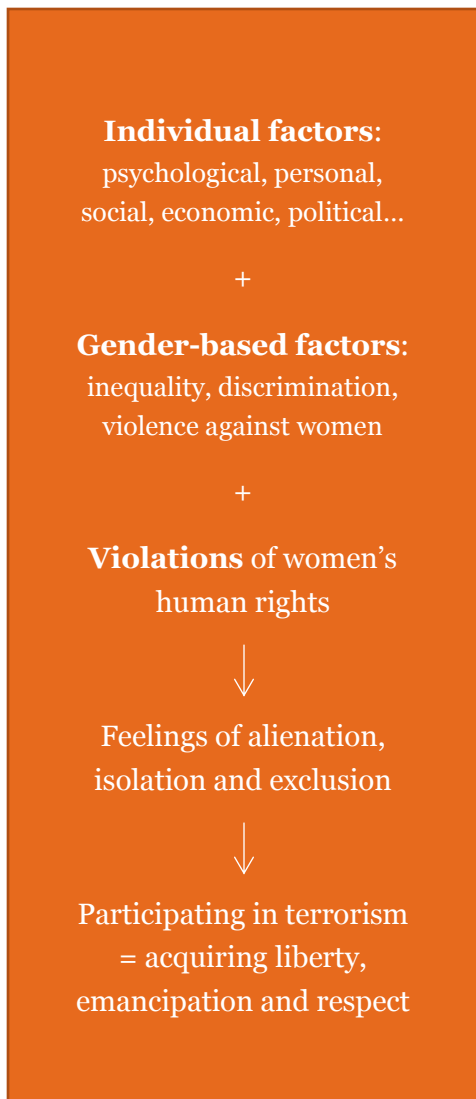 Individual factors:
psychological, personal,
social, economic, political...
+
Gender-based factors:
inequality, discrimination,
violence against women
+
Violations of women’s
human rights
Feelings of alienation,
isolation and exclusion
Participating in terrorism
= acquiring liberty,
emancipation and respect